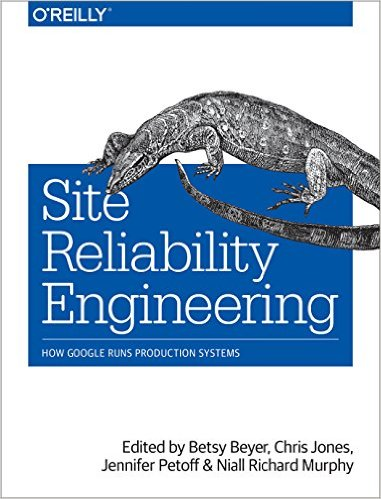 O'REILLY®
Site
Reliability
Engineering
HOW GOOGLE RUNS PRODUCTION SYSTEMS
Edited by Betsy Beyer, Chris Jones,
Jennifer Petoff & Niall Richard Murphy